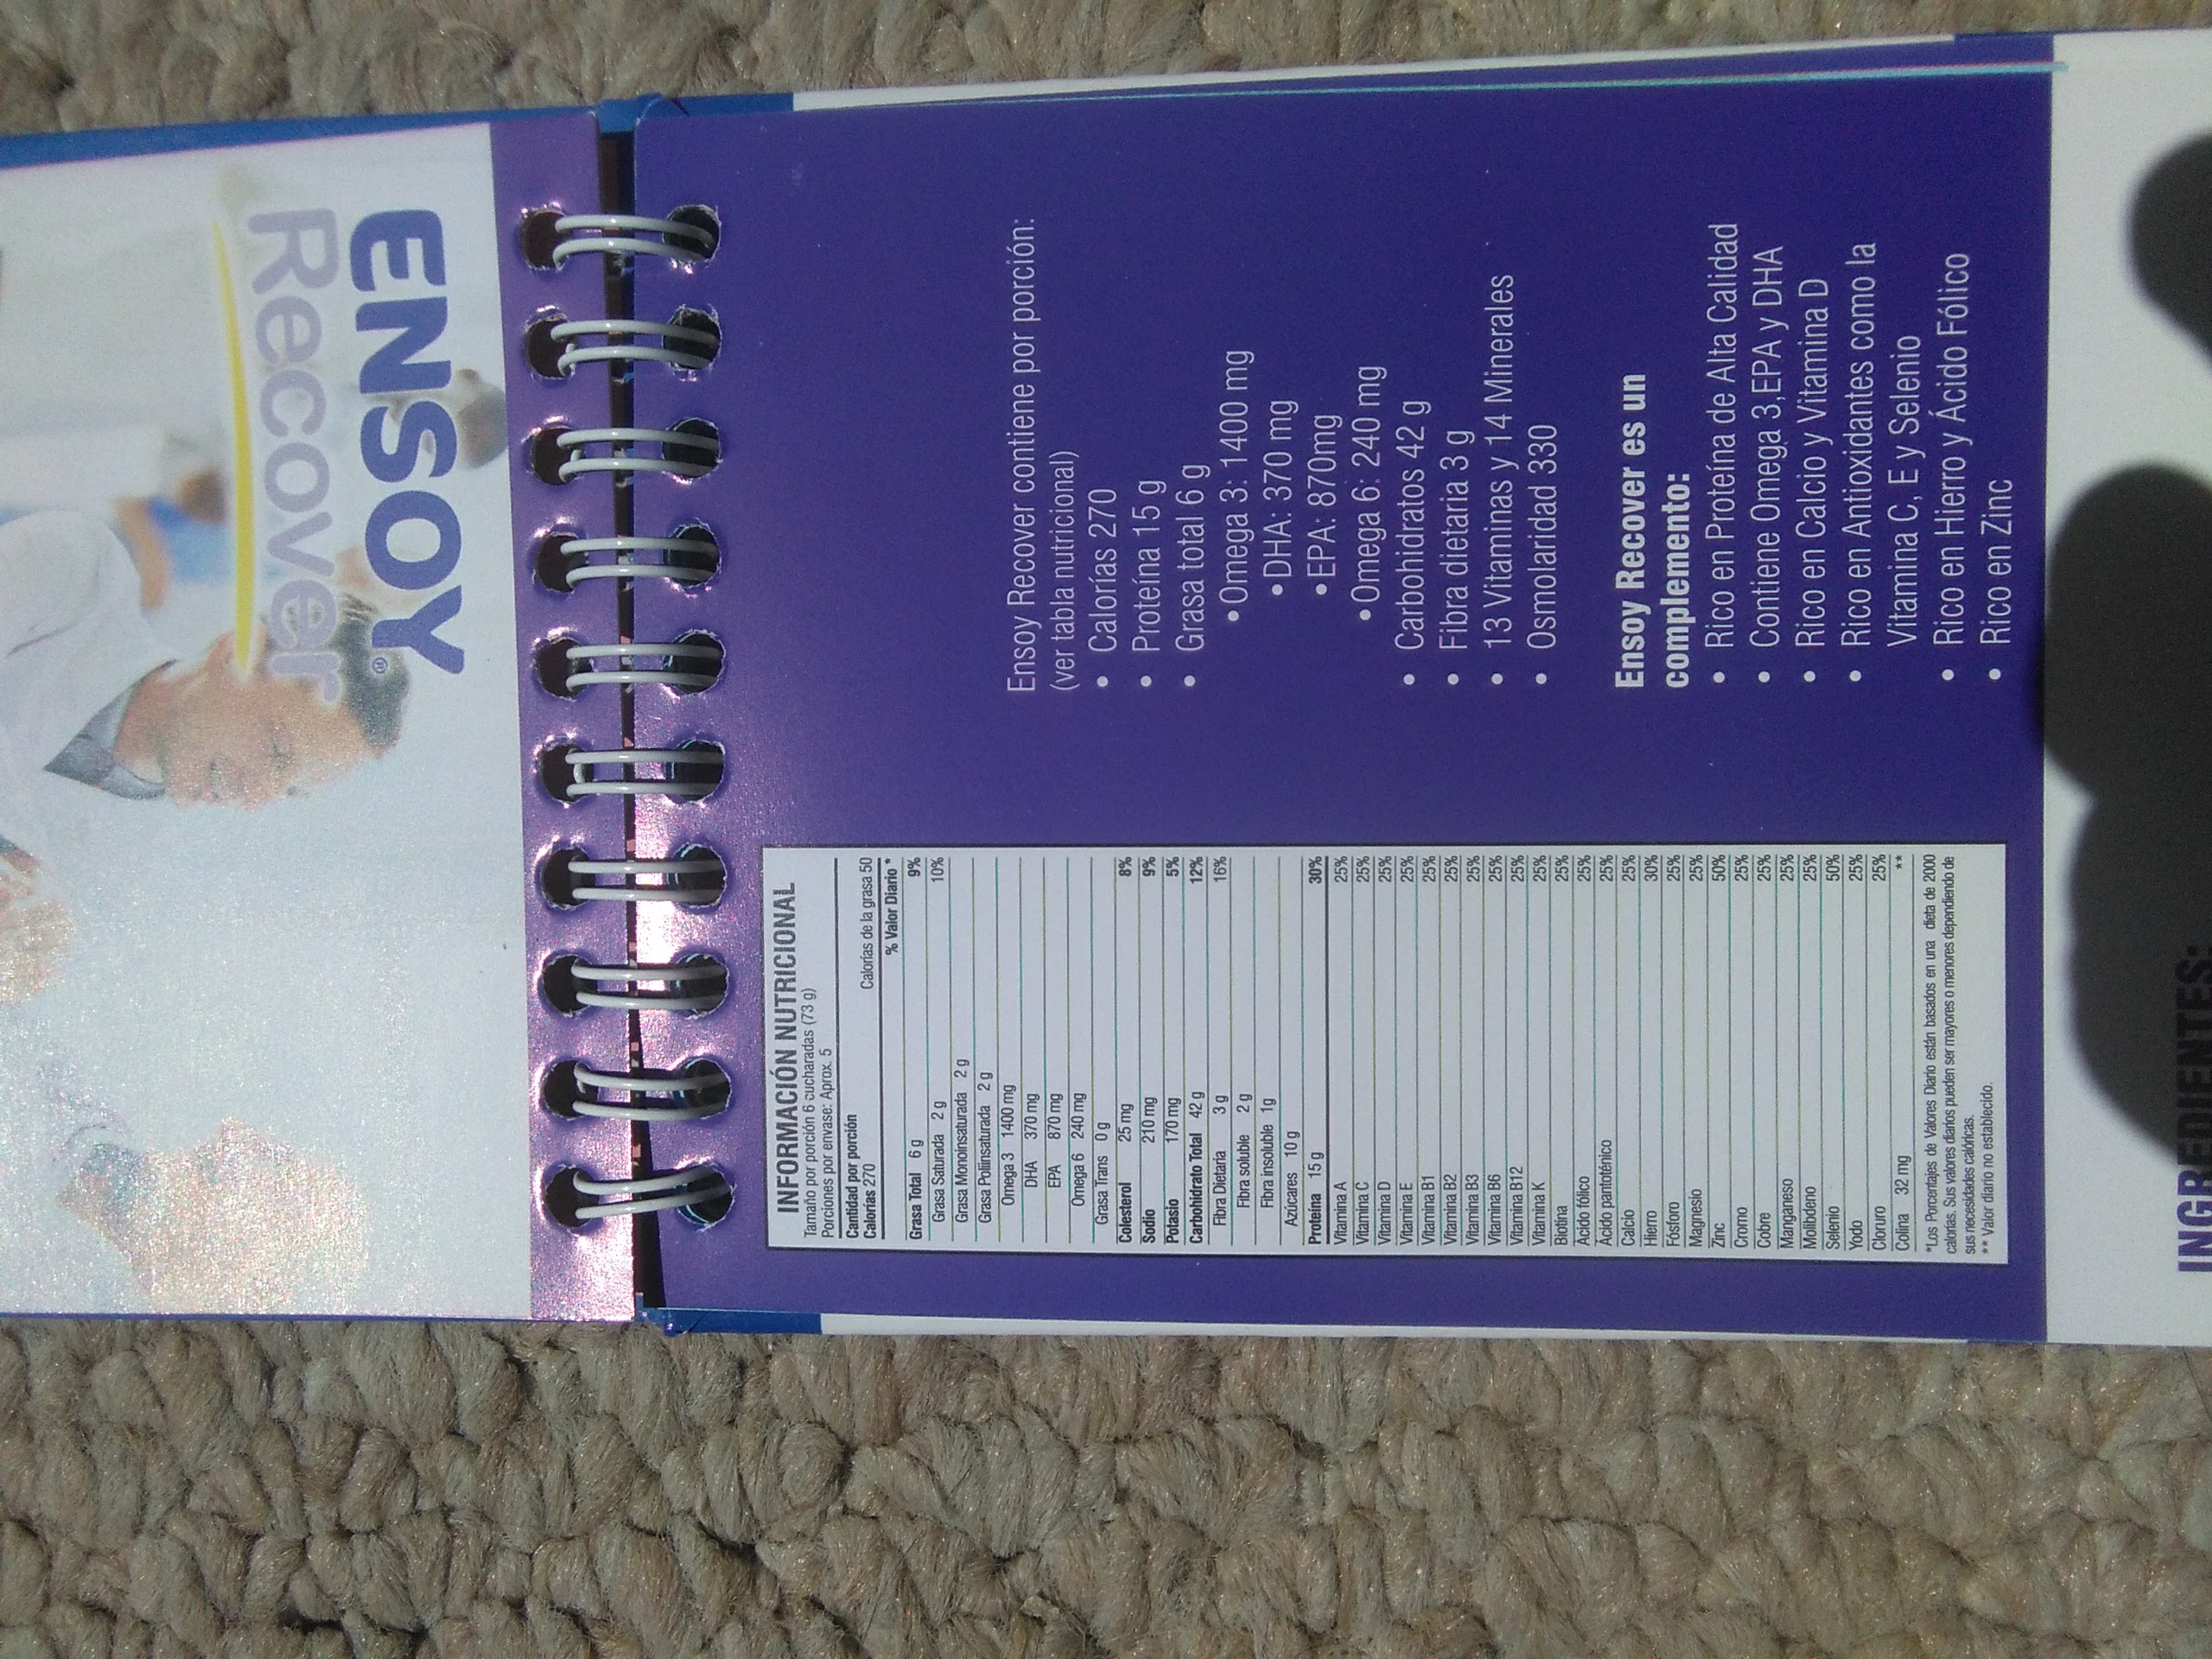 ENSOY®
Recover
INFORMACIÓN NUTRICIONAL
Tamaño por porción 6 cucharadas (73 g)
Porciones por envase: Aprox. 5
Cantidad por porción
Calorías 270 Calorías de la grasa 50
% Valor Diario *
Grasa Total 6 g 9%
Grasa Saturada 2 g 10%
Grasa Monoinsaturada 2 g
Grasa Poliinsaturada 2 g
Omega 3 1400 mg
DHA 370 mg
EPA 870 mg
Omega 6 240 mg
Grasa Trans 0 g
Colesterol 25 mg 8%
Sodio 210 mg 9%
Potasio 170 mg 5%
Carbohidrato Total 42 g 12%
Fibra Dietaria 3 g 16%
Fibra soluble 2 g
Fibra insoluble 1g
Azúcares 10 g
Proteína 15 g 30%
Vitamina A 25%
Vitamina C 25%
Vitamina D 25%
Vitamina E 25%
Vitamina B1 25%
Vitamina B2 25%
Vitamina B3 25%
Vitamina B6 25%
Vitamina B12 25%
Vitamina K 25%
Biotina 25%
Ácido fólico 25%
Ácido pantoténico 25%
Calcio 25%
Hierro 30%
Fósforo 25%
Magnesio 25%
Zinc 50%
Cromo 25%
Cobre 25%
Manganeso 25%
Molibdeno 25%
Selenio 50%
Yodo 25%
Cloruro 25%
Colina 32 mg **
*Los Porcentajes de Valores Diario están basados en una dieta de 2000
calorías. Sus valores diarios pueden ser mayores o menores dependiendo de
sus necesidades calóricas.
** Valor diario no establecido.
Ensoy Recover contiene por porción:
(ver tabla nutricional)
• Calorías 270
• Proteína 15 g
• Grasa total 6 g
• Omega 3: 1400 mg
• DHA: 370 mg
• EPA: 870mg
• Omega 6: 240 mg
• Carbohidratos 42 g
• Fibra dietaria 3 g
• 13 Vitaminas y 14 Minerales
• Osmolaridad 330
Ensoy Recover es un
complemento:
• Rico en Proteína de Alta Calidad
• Contiene Omega 3,EPA y DHA
• Rico en Calcio y Vitamina D
• Rico en Antioxidantes como la
Vitamina C, E y Selenio
• Rico en Hierro y Ácido Fólico
• Rico en Zinc
INGREDIENTES: